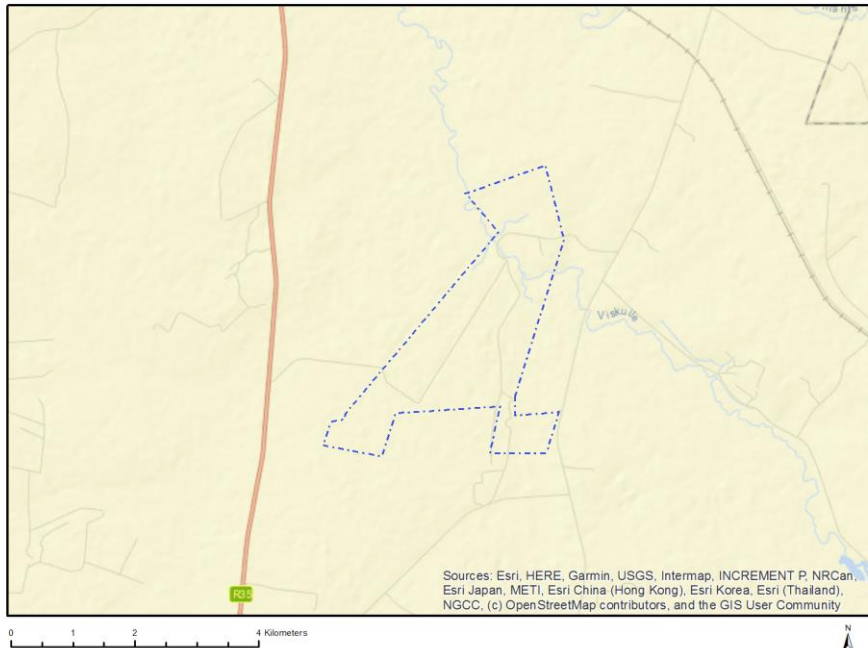 Viskuile
R35
Sources: Esri, HERE, Garmin, USGS, Intermap, INCREMENT P, NRCan,
Esri Japan, METI, Esri China (Hong Kong), Esri Korea, Esri (Thailand),
NGCC, (c) OpenStreetMap contributors, and the GIS User Community
0 1 2 4 Kilometers
N